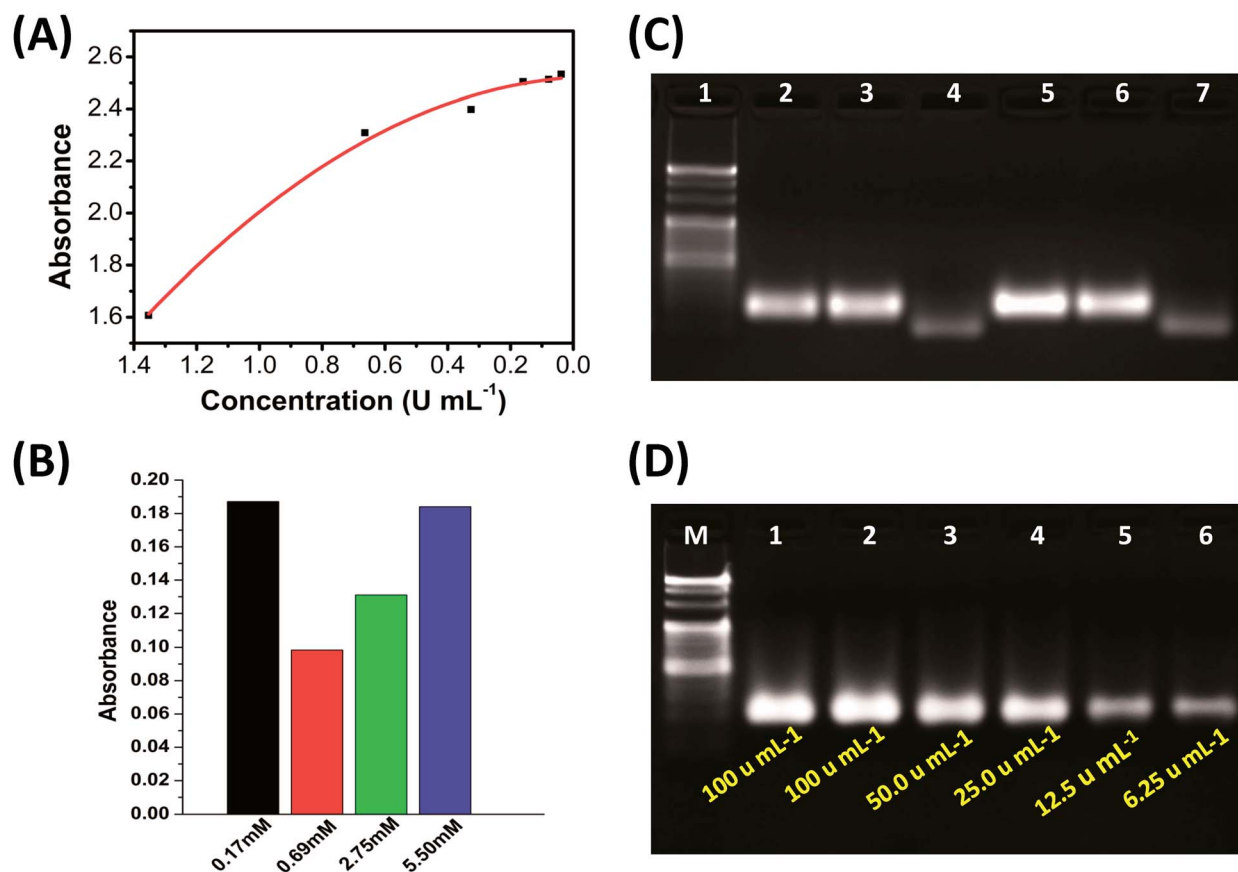 (A)
2.6
2.4
2.2
2.0
1.8
1.6
Absorbance
1.4 1.2 1.0 0.8 0.6 0.4 0.2 0.0
Concentration (U mL⁻¹)
(B)
0.20
0.18
0.16
0.14
0.12
0.10
0.08
0.06
0.04
0.02
0.00
Absorbance
0.17mM 0.69mM 2.75mM 5.50mM
(C)
1 2 3 4 5 6 7
(D)
M 1 2 3 4 5 6
100 u mL-1 100 u mL-1 50.0 u mL-1 25.0 u mL-1 12.5 u mL⁻¹ 6.25 u mL-1